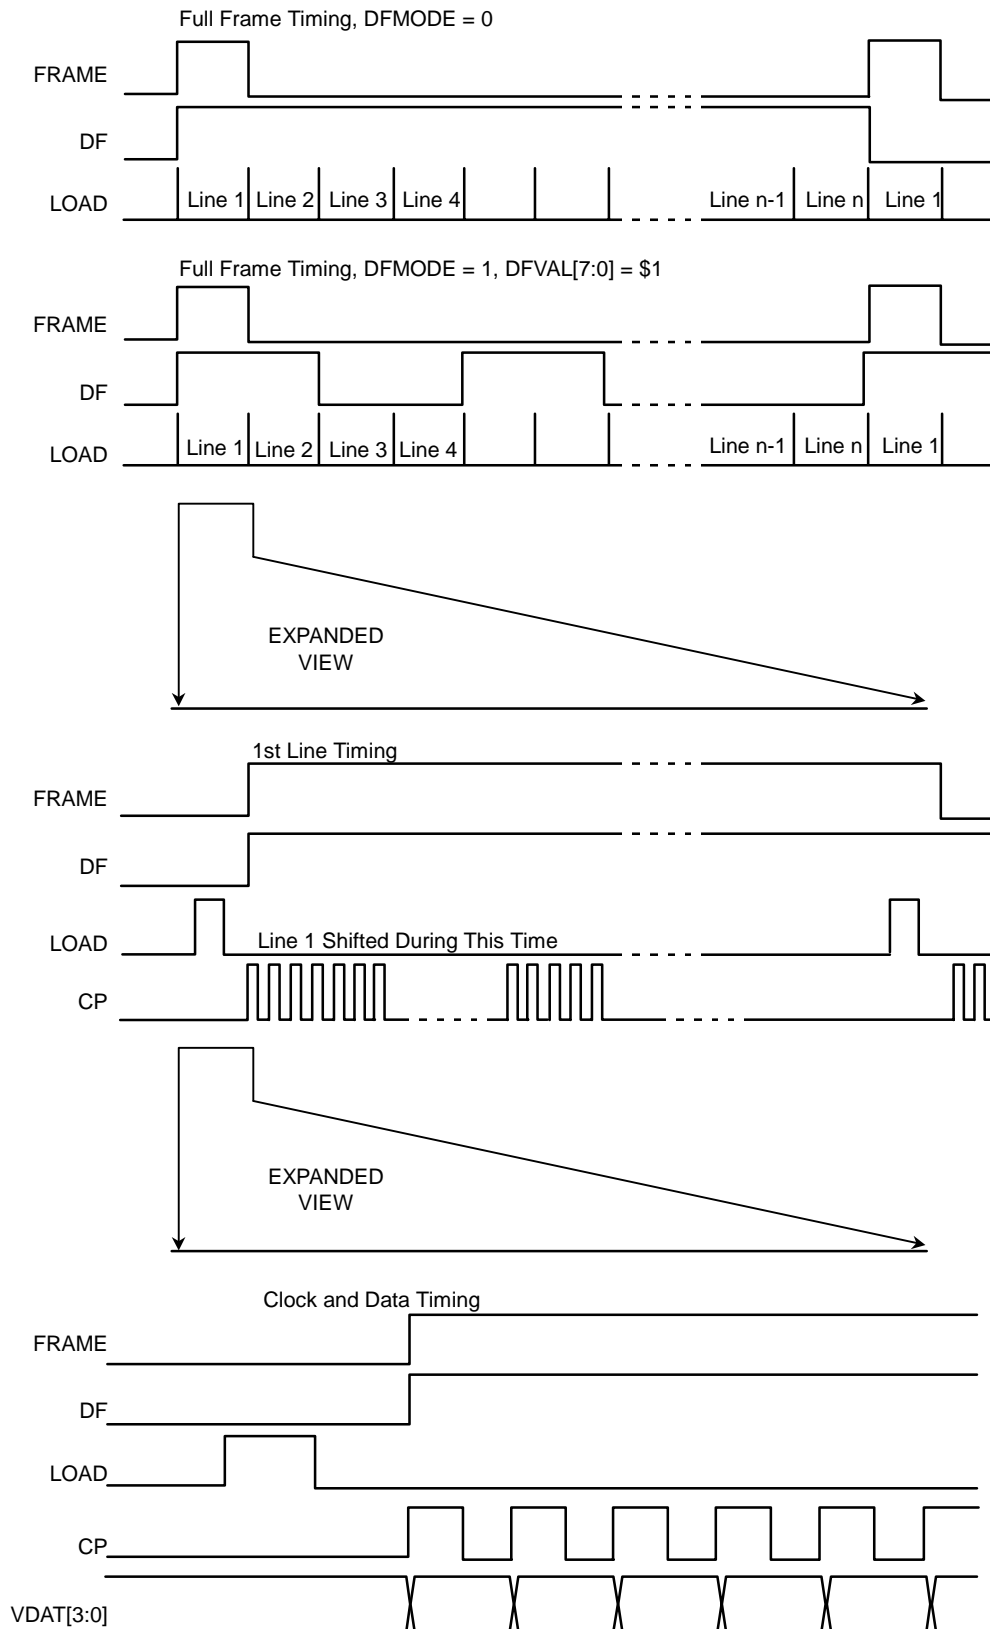 Full Frame Timing, DFMODE = 0
FRAME
DF
LOAD
Line 1 Line 2 Line 3 Line 4 Line n-1 Line n Line 1
Full Frame Timing, DFMODE = 1, DFVAL[7:0] = $1
FRAME
DF
LOAD
Line 1 Line 2 Line 3 Line 4 Line n-1 Line n Line 1
EXPANDED
VIEW
1st Line Timing
FRAME
DF
LOAD
Line 1 Shifted During This Time
CP
EXPANDED
VIEW
Clock and Data Timing
FRAME
DF
LOAD
CP
VDAT[3:0]